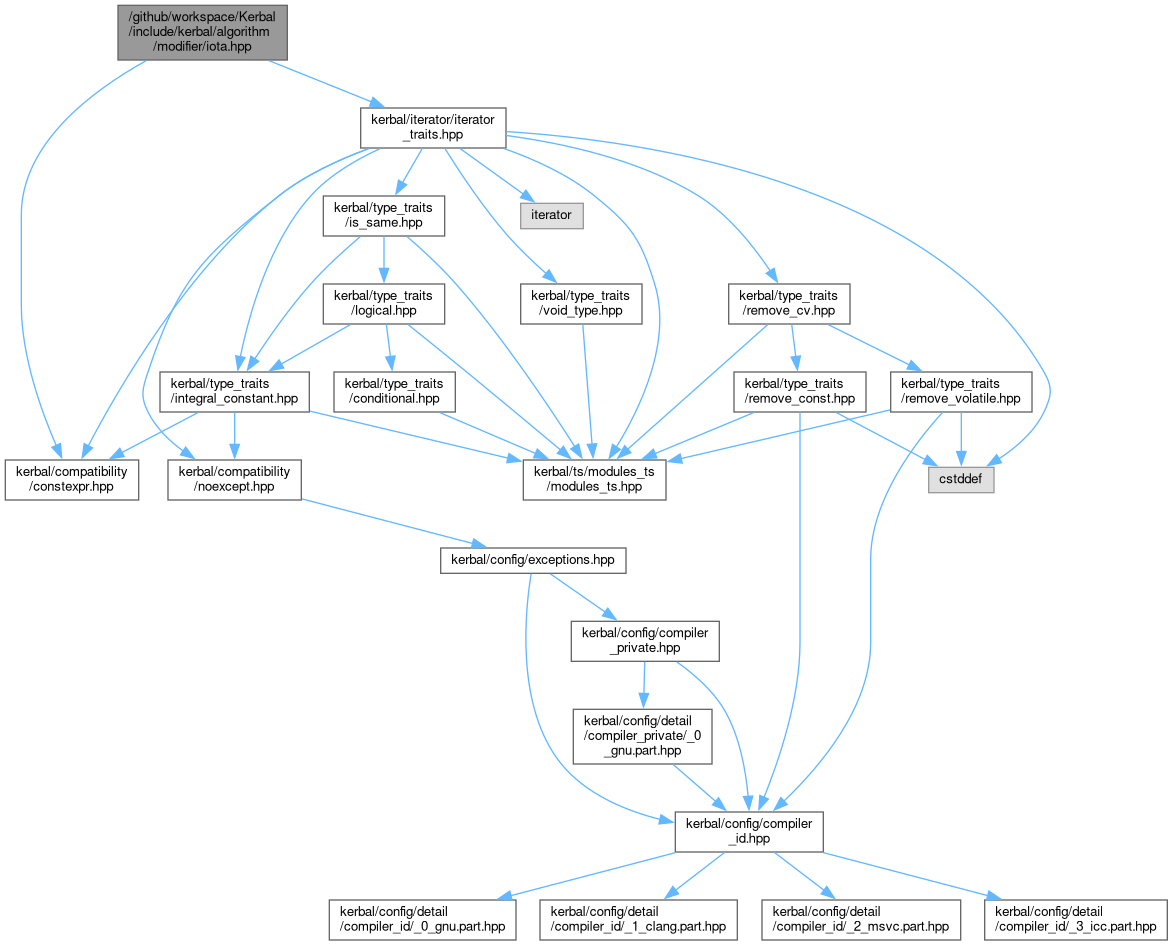 /github/workspace/Kerbal
/include/kerbal/algorithm
/modifier/iota.hpp
kerbal/iterator/iterator
_traits.hpp
kerbal/type_traits
/is_same.hpp
iterator
kerbal/type_traits
/logical.hpp
kerbal/type_traits
/void_type.hpp
kerbal/type_traits
/remove_cv.hpp
kerbal/type_traits
/integral_constant.hpp
kerbal/type_traits
/conditional.hpp
kerbal/type_traits
/remove_const.hpp
kerbal/type_traits
/remove_volatile.hpp
kerbal/compatibility
/constexpr.hpp
kerbal/compatibility
/noexcept.hpp
kerbal/ts/modules_ts
/modules_ts.hpp
cstddef
kerbal/config/exceptions.hpp
kerbal/config/compiler
_private.hpp
kerbal/config/detail
/compiler_private/_0
_gnu.part.hpp
kerbal/config/compiler
_id.hpp
kerbal/config/detail
/compiler_id/_0_gnu.part.hpp
kerbal/config/detail
/compiler_id/_1_clang.part.hpp
kerbal/config/detail
/compiler_id/_2_msvc.part.hpp
kerbal/config/detail
/compiler_id/_3_icc.part.hpp